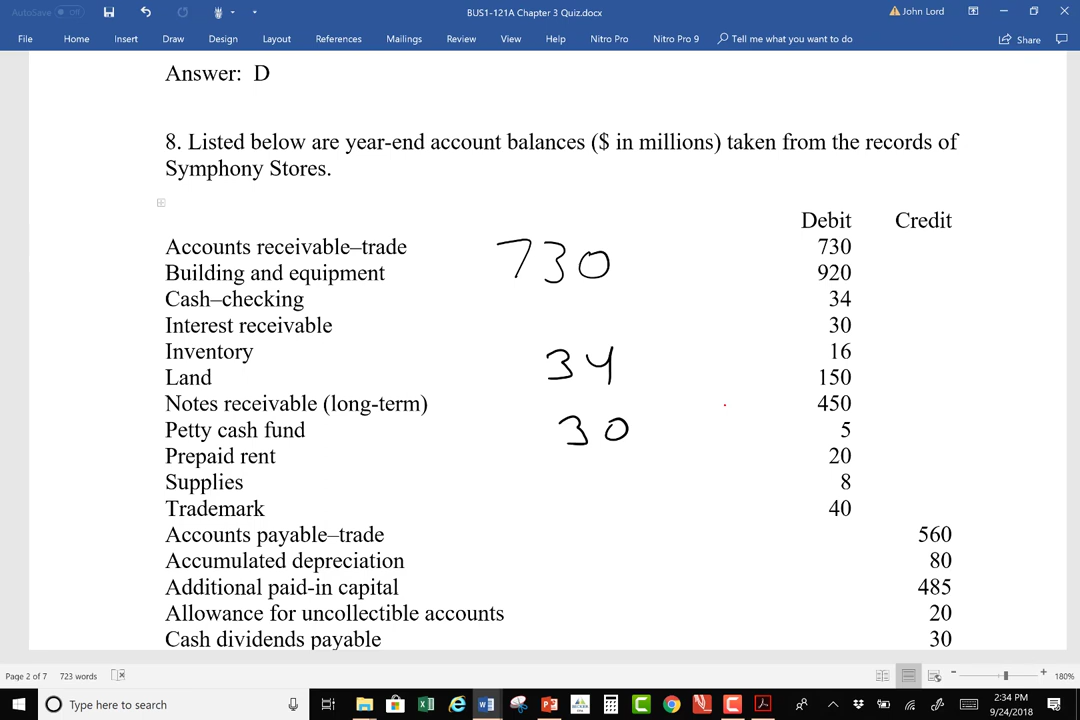 AutoSave Off BUS1-121A Chapter 3 Quiz.docx John Lord
File Home Insert Draw Design Layout References Mailings Review View Help Nitro Pro Nitro Pro 9 Tell me what you want to do Share
Answer: D
8. Listed below are year-end account balances ($ in millions) taken from the records of
Symphony Stores.
Debit Credit
Accounts receivable–trade 730 730
Building and equipment 920
Cash–checking 34
Interest receivable 30
Inventory 34 16
Land 150
Notes receivable (long-term) 450
Petty cash fund 30 5
Prepaid rent 20
Supplies 8
Trademark 40
Accounts payable–trade 560
Accumulated depreciation 80
Additional paid-in capital 485
Allowance for uncollectible accounts 20
Cash dividends payable 30
Page 2 of 7 723 words 180%
Type here to search 2:34 PM
9/24/2018